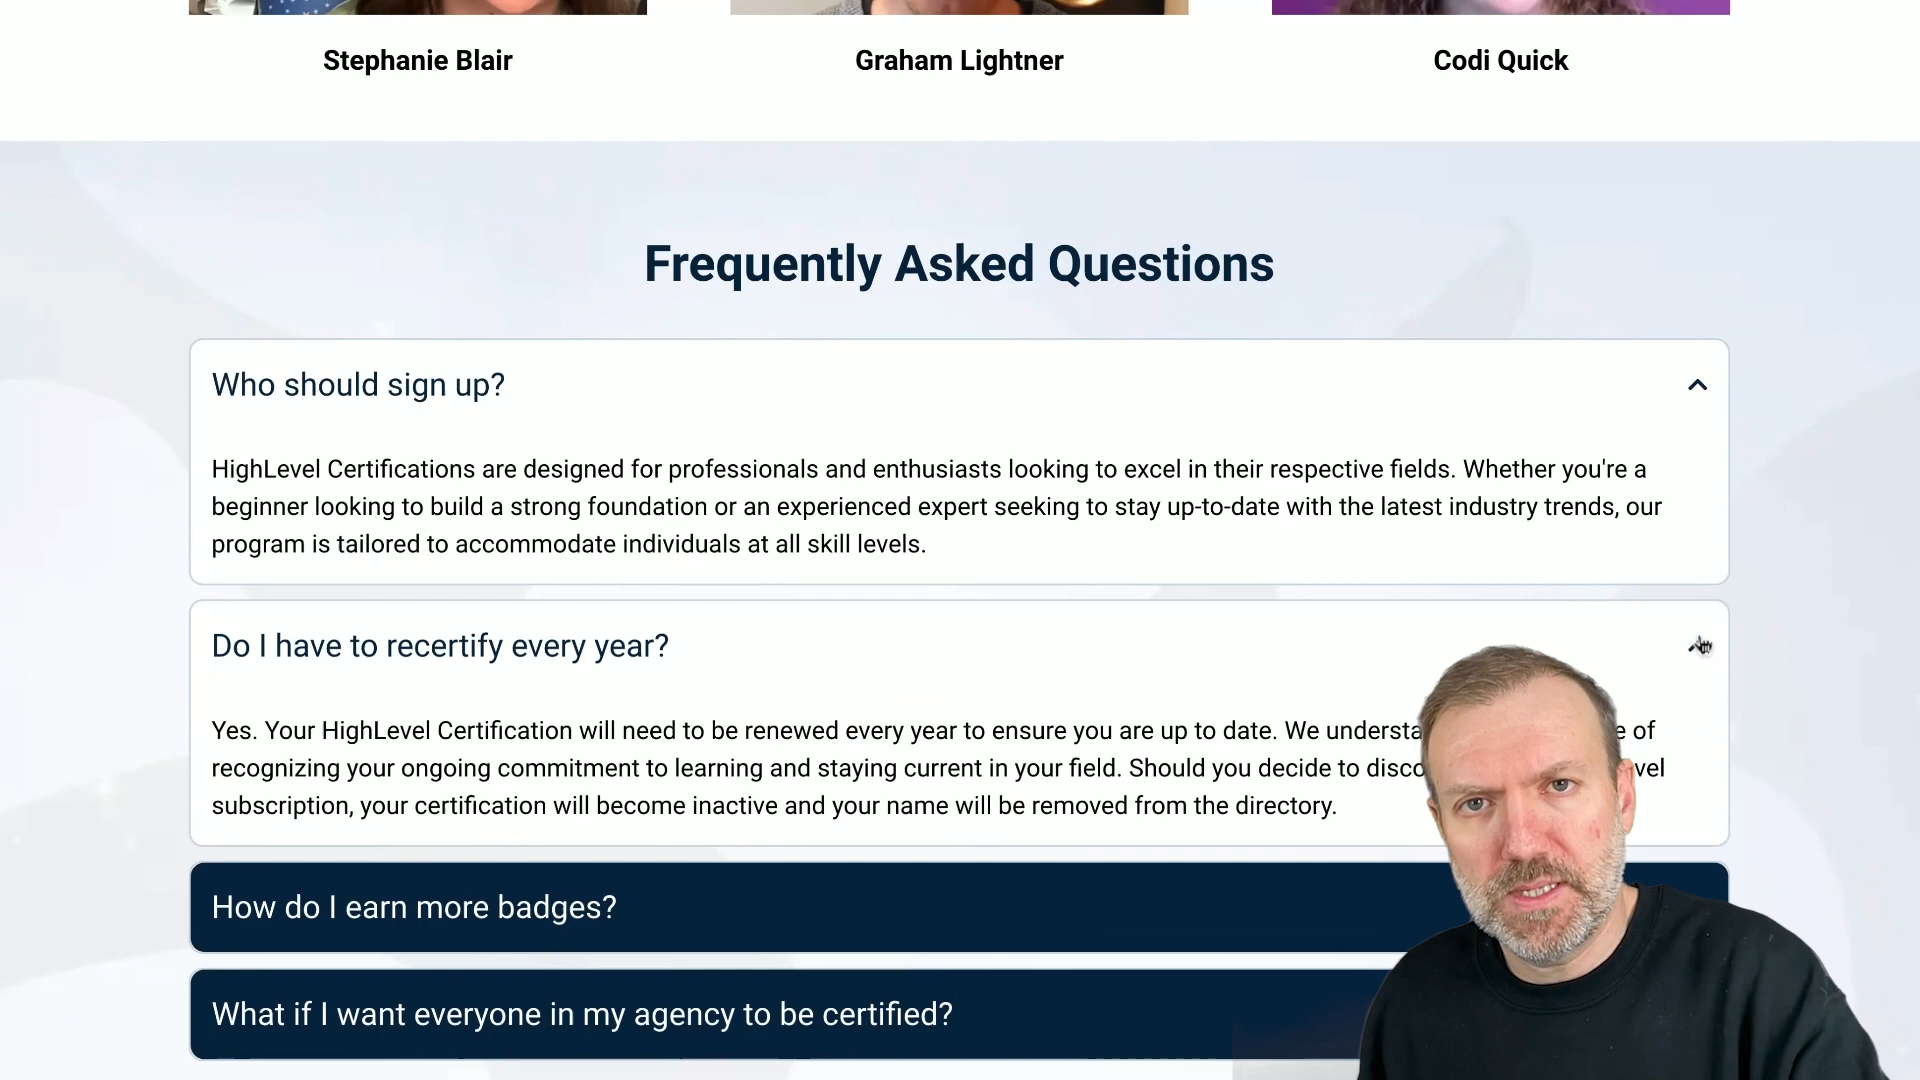 Stephanie Blair
Graham Lightner
Codi Quick
Frequently Asked Questions
Who should sign up?
HighLevel Certifications are designed for professionals and enthusiasts looking to excel in their respective fields. Whether you're a
beginner looking to build a strong foundation or an experienced expert seeking to stay up-to-date with the latest industry trends, our
program is tailored to accommodate individuals at all skill levels.
Do I have to recertify every year?
Yes. Your HighLevel Certification will need to be renewed every year to ensure you are up to date. We of
recognizing your ongoing commitment to learning and staying current in your field. Should you decide to
subscription, your certification will become inactive and your name will be removed from the directory.
How do I earn more badges?
What if I want everyone in my agency to be certified?